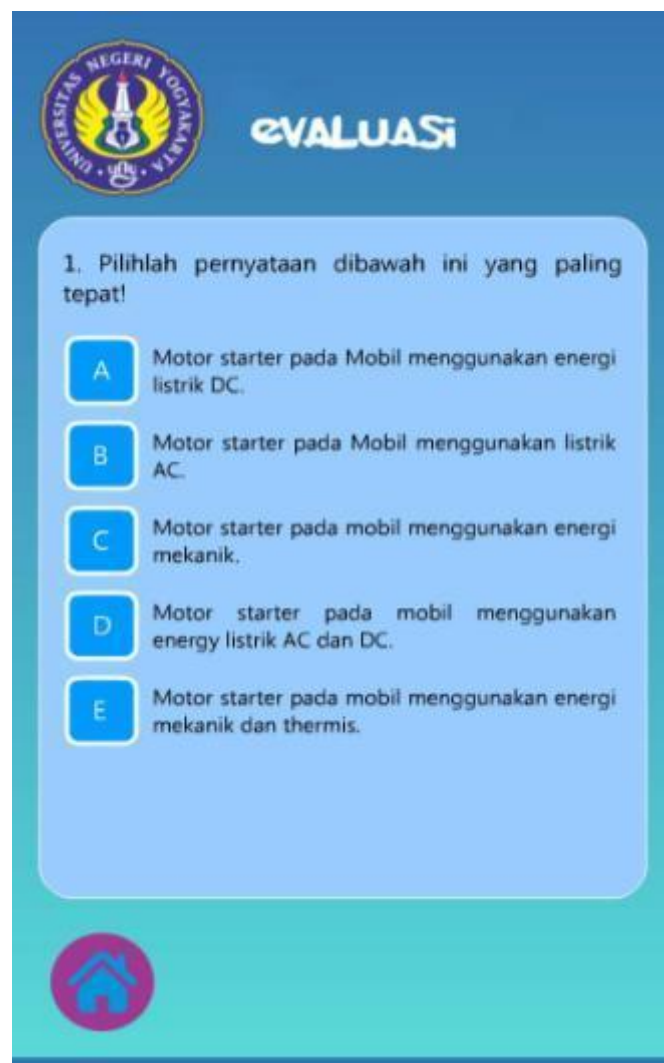 UNIVERSITAS NEGERI YOGYAKARTA
· uny ·
eVALUASi
1. Pilihlah pernyataan dibawah ini yang paling
tepat!
A
Motor starter pada Mobil menggunakan energi
listrik DC.
B
Motor starter pada Mobil menggunakan listrik
AC.
C
Motor starter pada mobil menggunakan energi
mekanik.
D
Motor starter pada mobil menggunakan
energy listrik AC dan DC.
E
Motor starter pada mobil menggunakan energi
mekanik dan thermis.